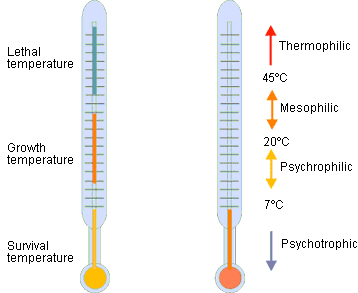 Lethal
temperature
Growth
temperature
Survival
temperature
Thermophilic
45°C
Mesophilic
20°C
Psychrophilic
7°C
Psychotrophic